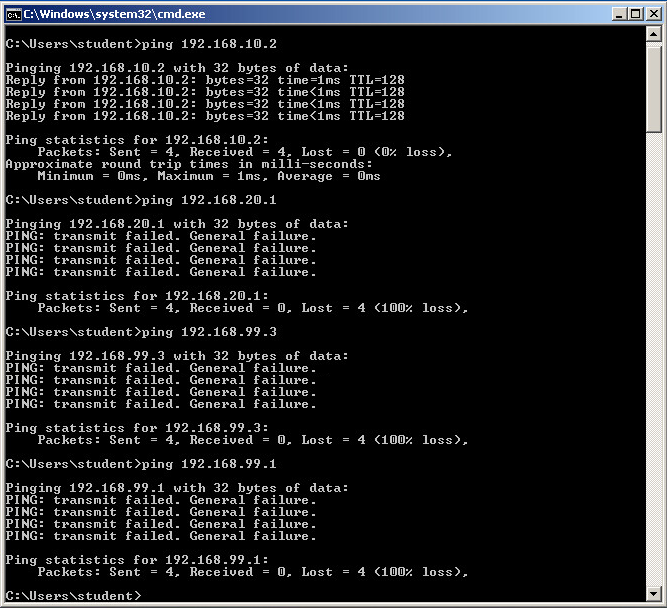 C:\Windows\system32\cmd.exe
C:\Users\student>ping 192.168.10.2
Pinging 192.168.10.2 with 32 bytes of data:
Reply from 192.168.10.2: bytes=32 time=1ms TTL=128
Reply from 192.168.10.2: bytes=32 time<1ms TTL=128
Reply from 192.168.10.2: bytes=32 time<1ms TTL=128
Reply from 192.168.10.2: bytes=32 time<1ms TTL=128
Ping statistics for 192.168.10.2:
    Packets: Sent = 4, Received = 4, Lost = 0 (0% loss),
Approximate round trip times in milli-seconds:
    Minimum = 0ms, Maximum = 1ms, Average = 0ms
C:\Users\student>ping 192.168.20.1
Pinging 192.168.20.1 with 32 bytes of data:
PING: transmit failed. General failure.
PING: transmit failed. General failure.
PING: transmit failed. General failure.
PING: transmit failed. General failure.
Ping statistics for 192.168.20.1:
    Packets: Sent = 4, Received = 0, Lost = 4 (100% loss),
C:\Users\student>ping 192.168.99.3
Pinging 192.168.99.3 with 32 bytes of data:
PING: transmit failed. General failure.
PING: transmit failed. General failure.
PING: transmit failed. General failure.
PING: transmit failed. General failure.
Ping statistics for 192.168.99.3:
    Packets: Sent = 4, Received = 0, Lost = 4 (100% loss),
C:\Users\student>ping 192.168.99.1
Pinging 192.168.99.1 with 32 bytes of data:
PING: transmit failed. General failure.
PING: transmit failed. General failure.
PING: transmit failed. General failure.
PING: transmit failed. General failure.
Ping statistics for 192.168.99.1:
    Packets: Sent = 4, Received = 0, Lost = 4 (100% loss),
C:\Users\student>